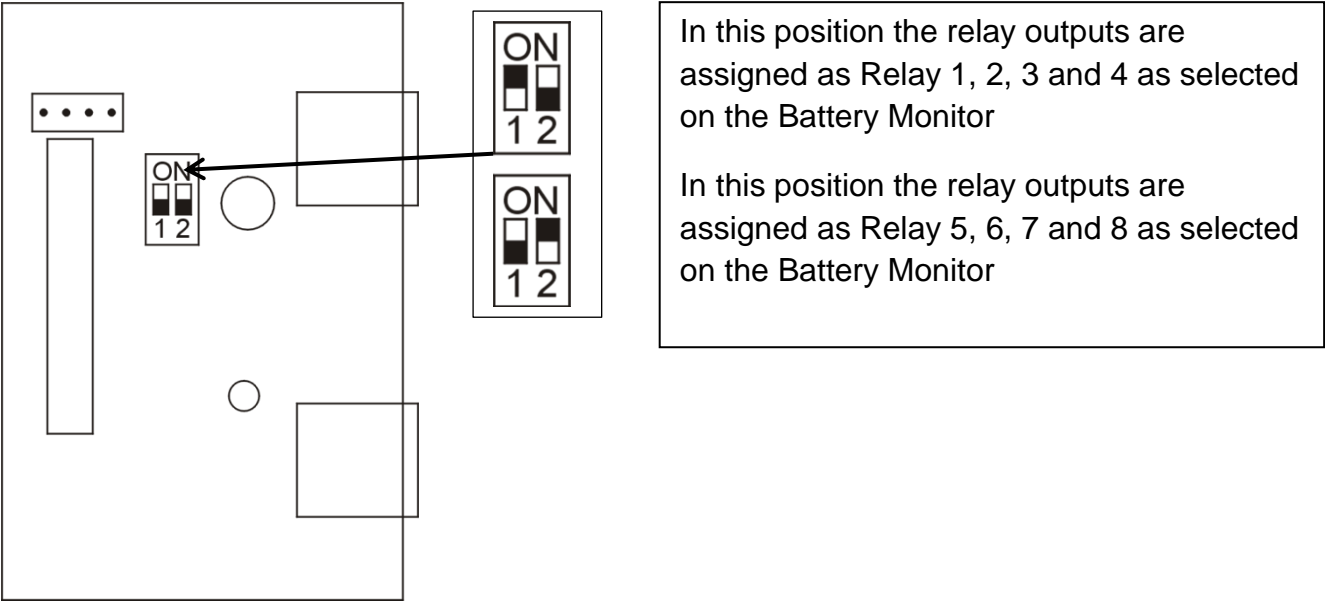 ON
1 2
ON
1 2
ON
1 2
In this position the relay outputs are
assigned as Relay 1, 2, 3 and 4 as selected
on the Battery Monitor
In this position the relay outputs are
assigned as Relay 5, 6, 7 and 8 as selected
on the Battery Monitor